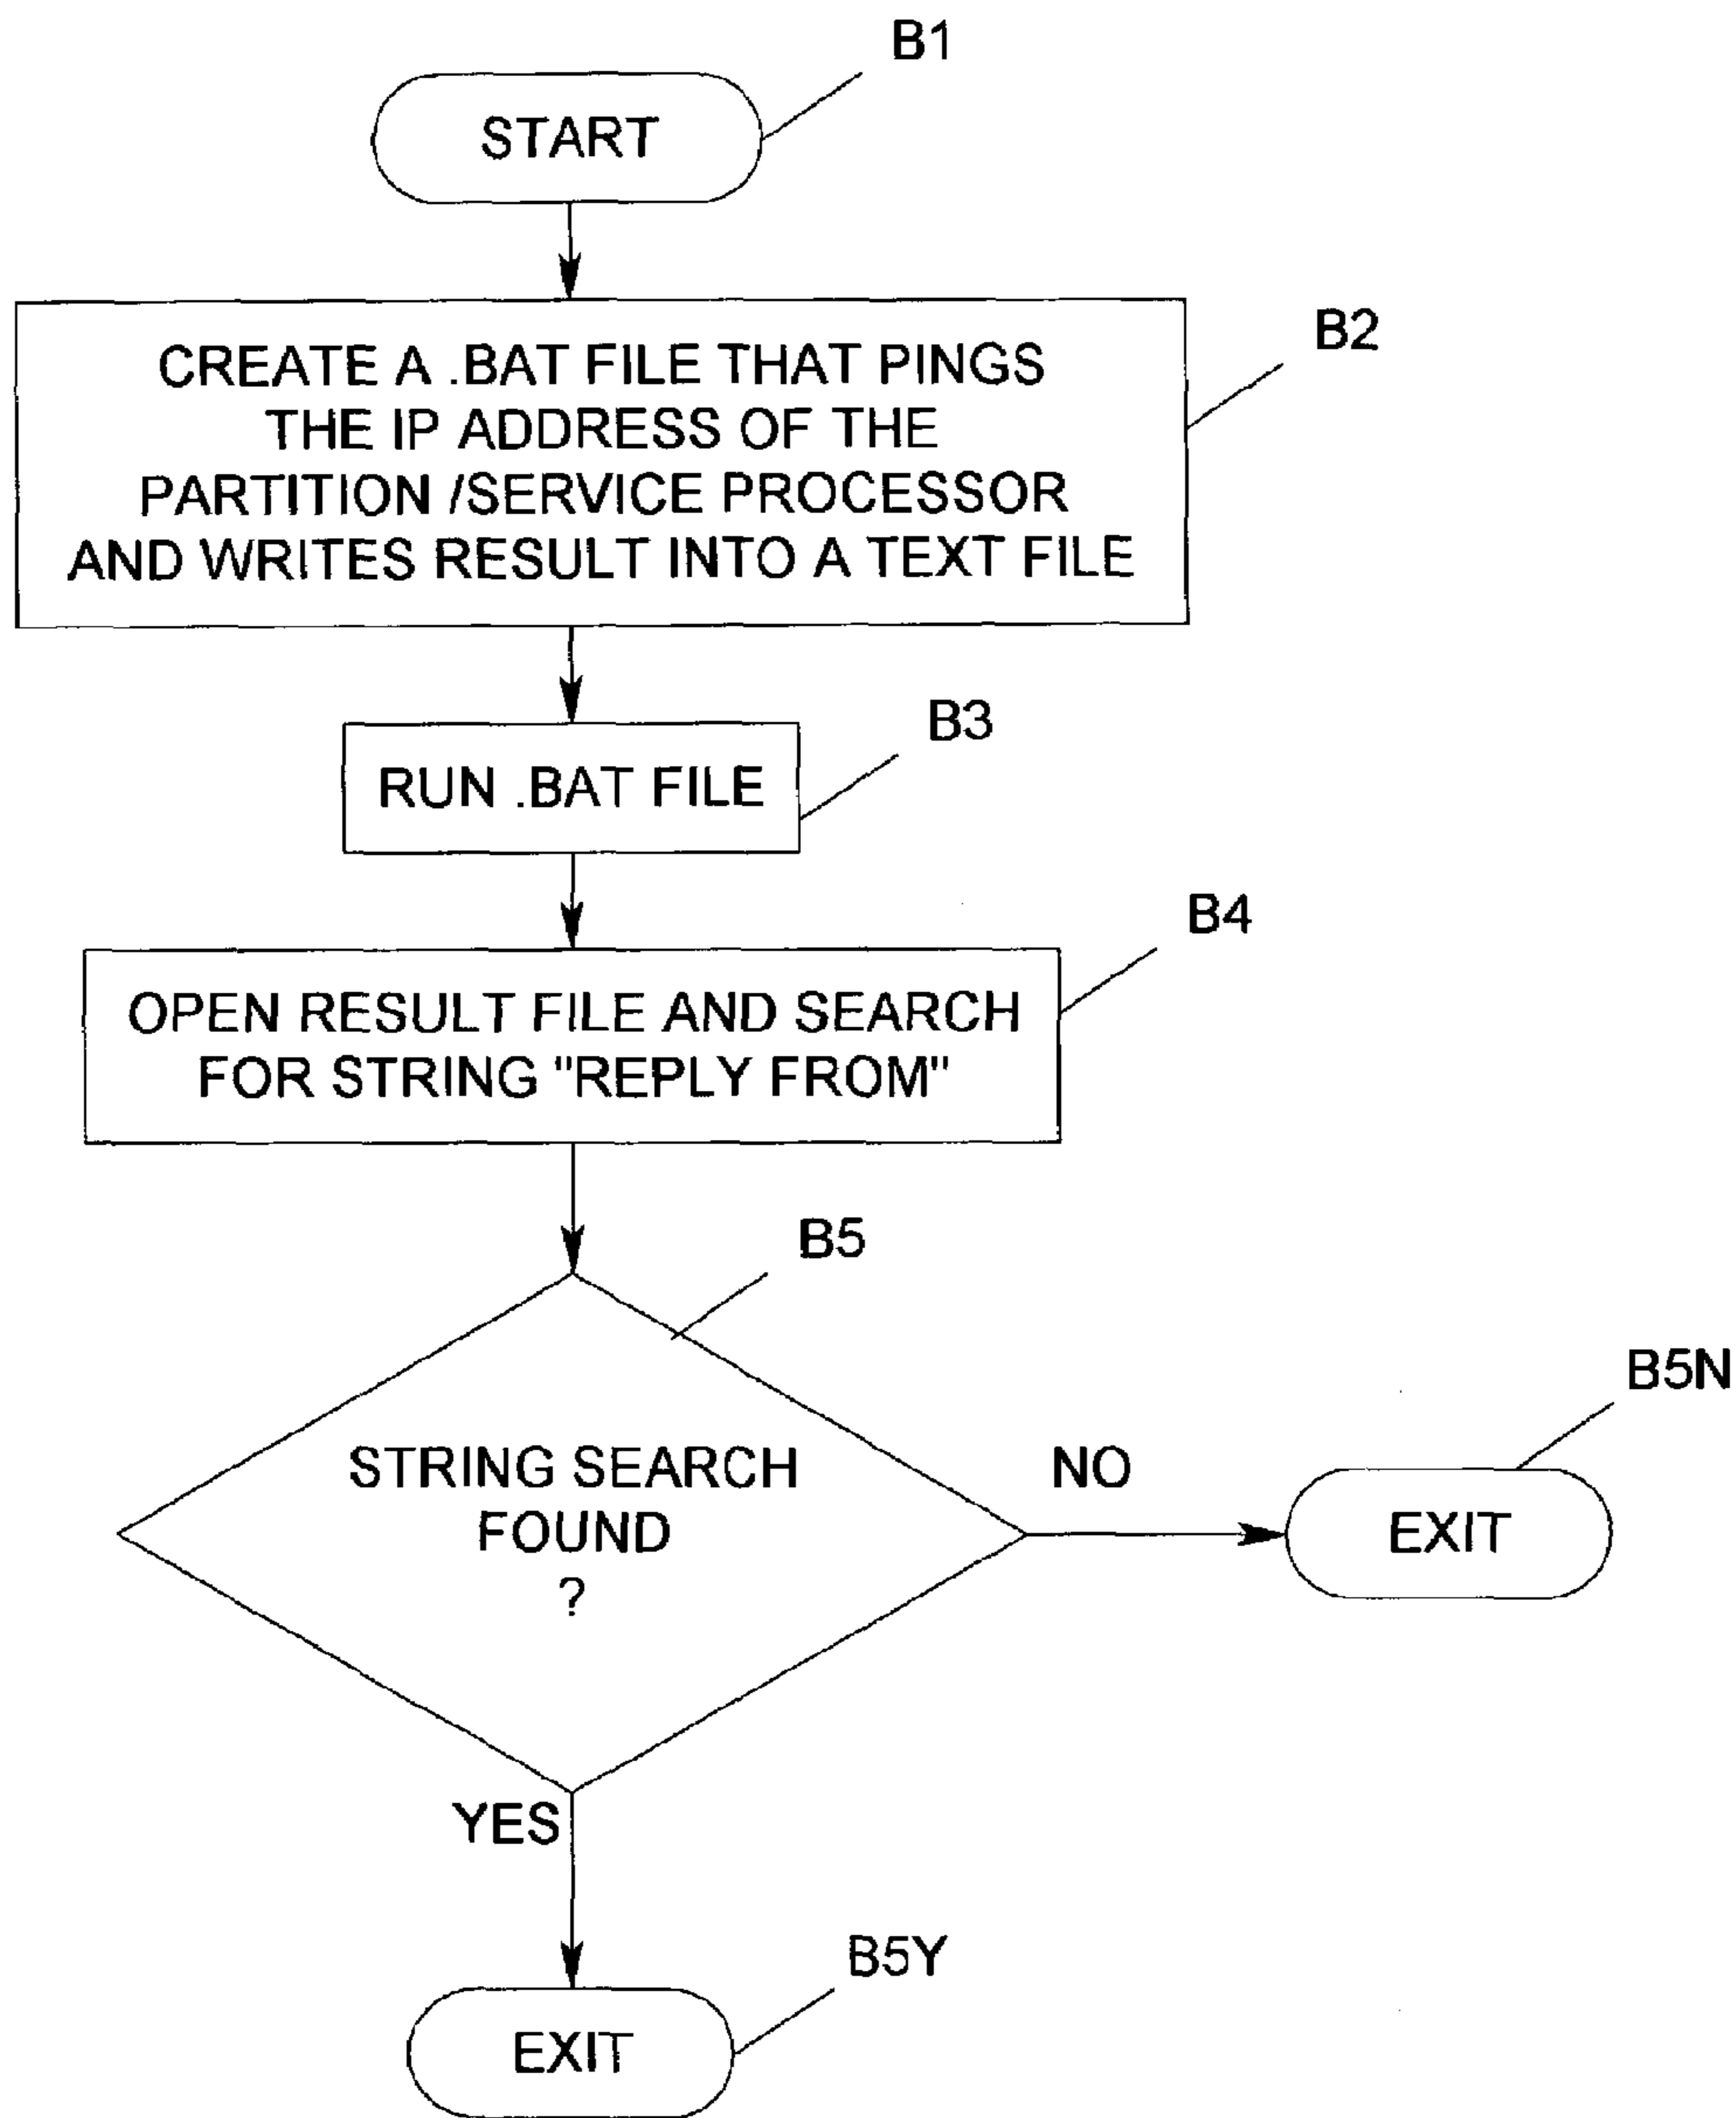 B1
START
B2
CREATE A .BAT FILE THAT PINGS
THE IP ADDRESS OF THE
PARTITION /SERVICE PROCESSOR
AND WRITES RESULT INTO A TEXT FILE
B3
RUN .BAT FILE
B4
OPEN RESULT FILE AND SEARCH
FOR STRING "REPLY FROM"
B5
B5N
STRING SEARCH
FOUND
?
NO
EXIT
YES
B5Y
EXIT